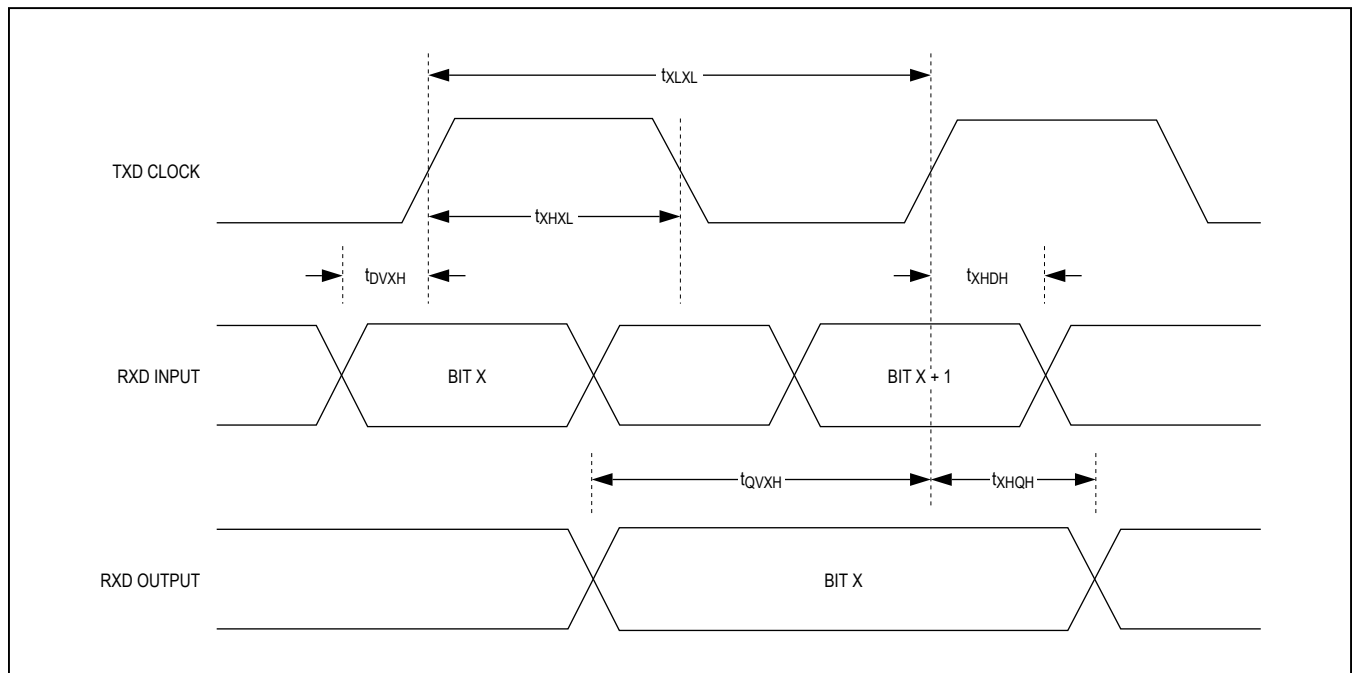 tXLXL
TXD CLOCK
tXHXL
tDVXH
tXHDH
RXD INPUT
BIT X
BIT X + 1
tQVXH
tXHQH
RXD OUTPUT
BIT X